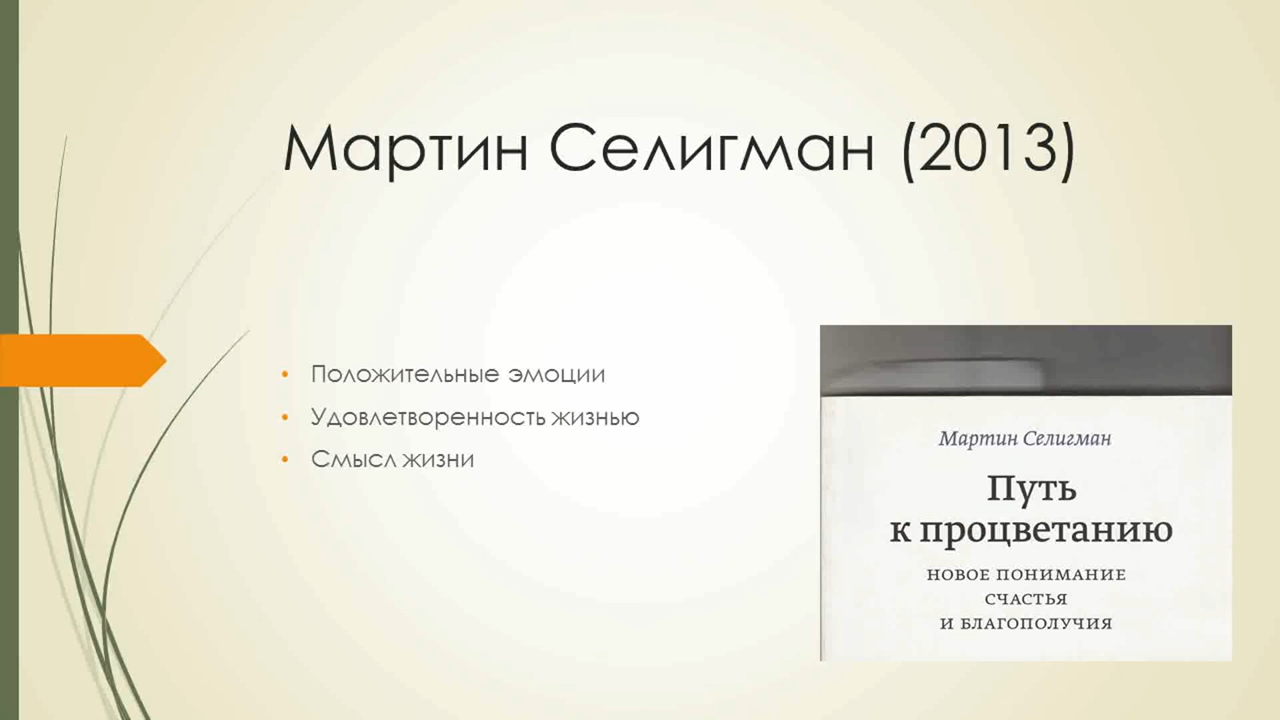 Мартин Селигман (2013)
• Положительные эмоции
• Удовлетворенность жизнью
• Смысл жизни
Мартин Селигман
Путь
к процветанию
НОВОЕ ПОНИМАНИЕ
СЧАСТЬЯ
И БЛАГОПОЛУЧИЯ